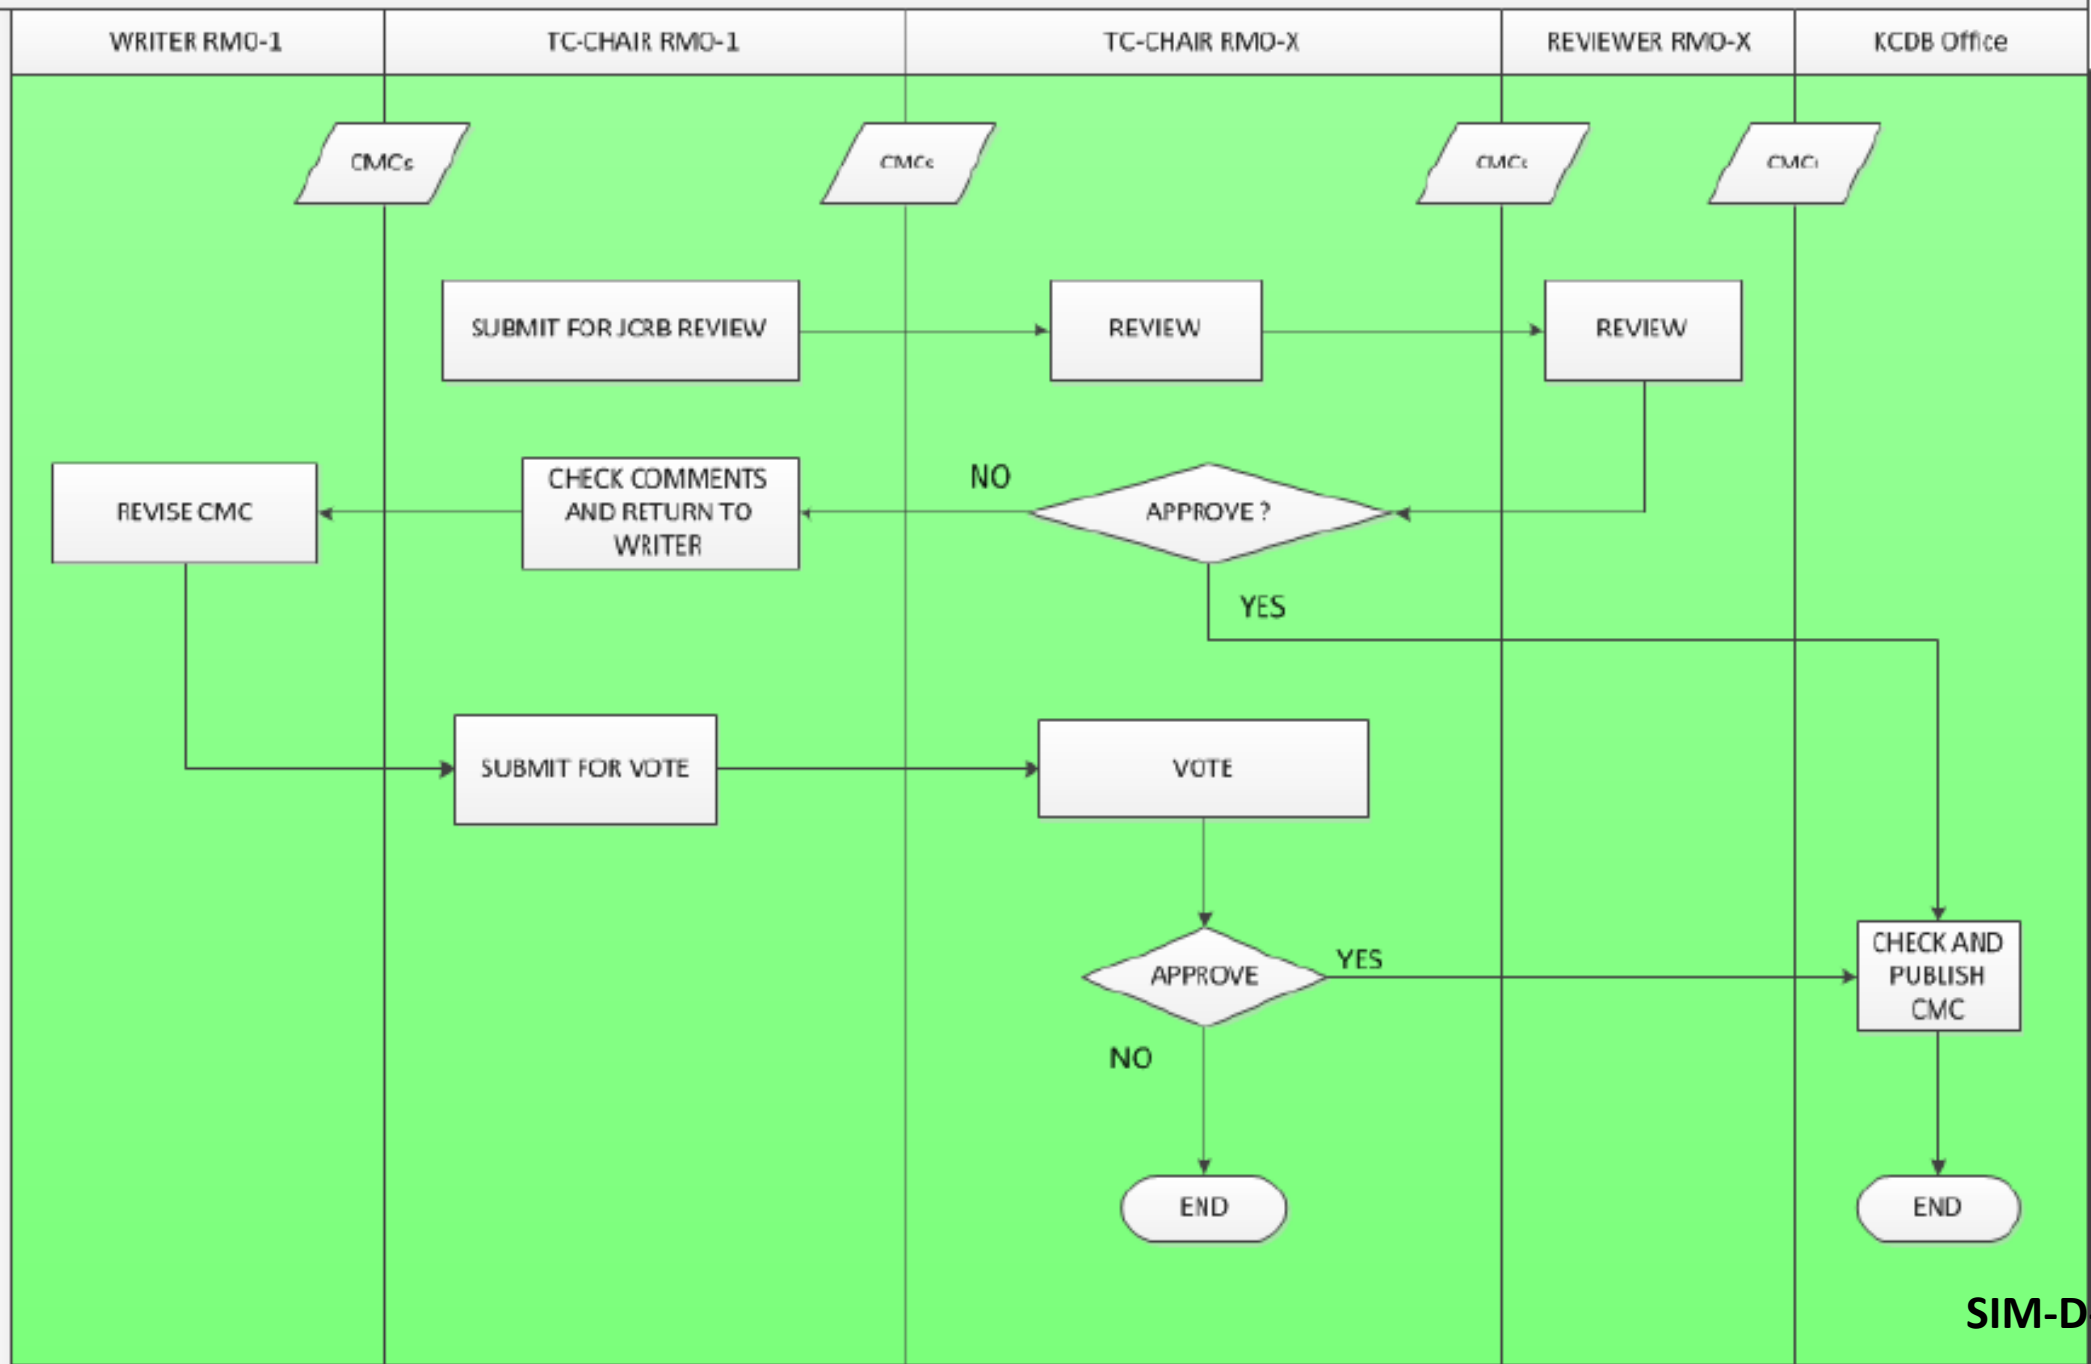 WRITER RMO-1
TC-CHAIR RMO-1
TC-CHAIR RMO-X
REVIEWER RMO-X
KCDB Office
CMCs
CMCs
CMCs
CMCs
SUBMIT FOR JCRB REVIEW
REVIEW
REVIEW
REVISE CMC
CHECK COMMENTS
AND RETURN TO
WRITER
NO
APPROVE ?
YES
SUBMIT FOR VOTE
VOTE
APPROVE
YES
CHECK AND
PUBLISH
CMC
NO
END
END
SIM-D